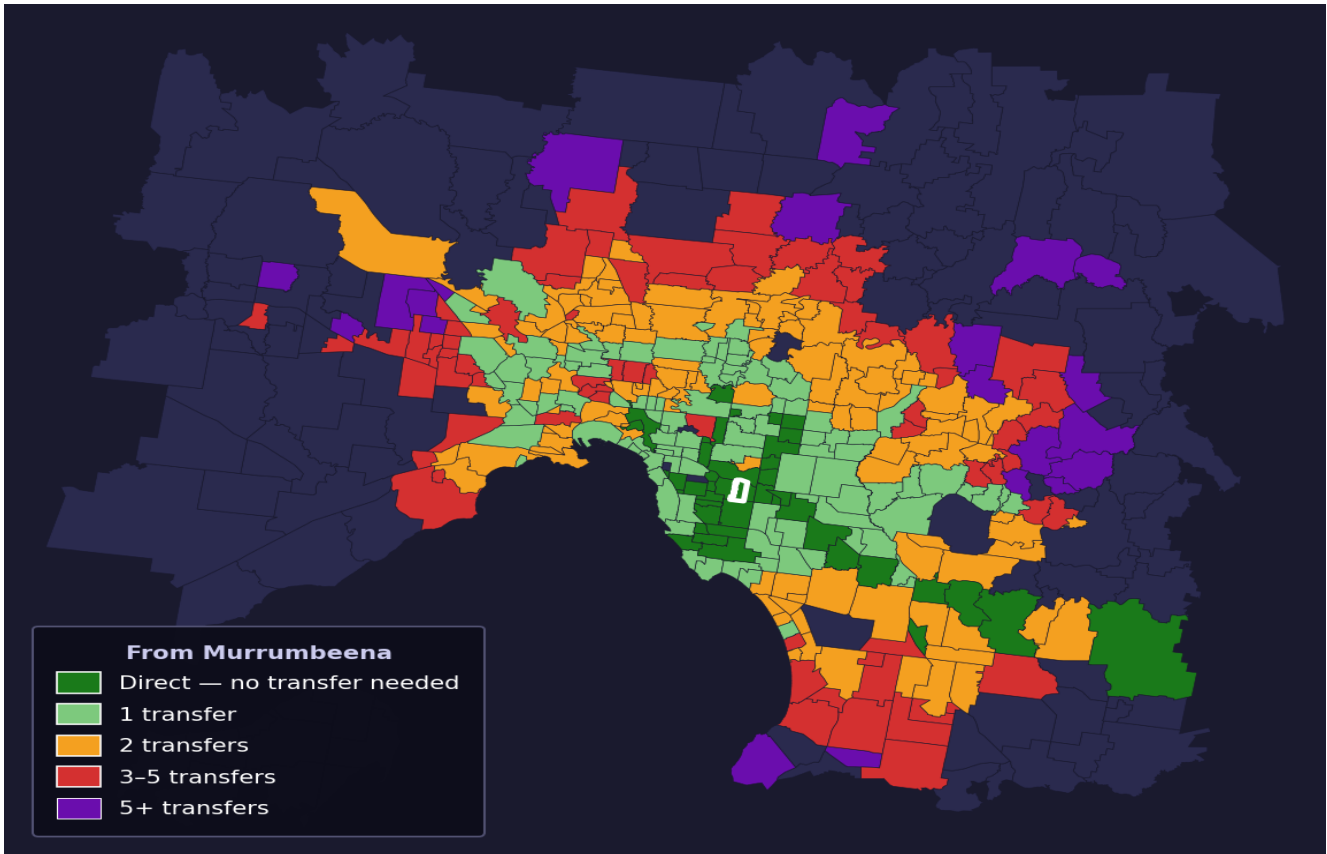 From Murrumbeena
Direct — no transfer needed
1 transfer
2 transfers
3–5 transfers
5+ transfers